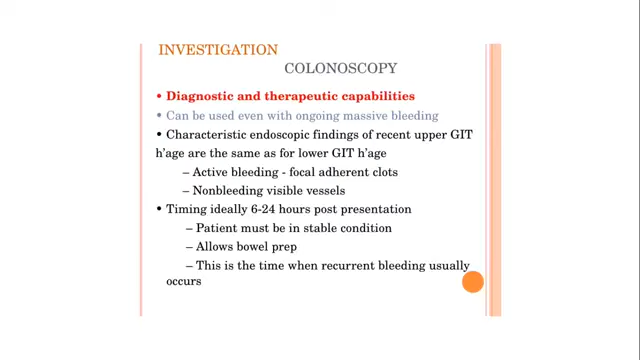 INVESTIGATION
COLONOSCOPY
• Diagnostic and therapeutic capabilities
• Can be used even with ongoing massive bleeding
• Characteristic endoscopic findings of recent upper GIT
h'age are the same as for lower GIT h'age
– Active bleeding - focal adherent clots
– Nonbleeding visible vessels
• Timing ideally 6-24 hours post presentation
– Patient must be in stable condition
– Allows bowel prep
– This is the time when recurrent bleeding usually
occurs